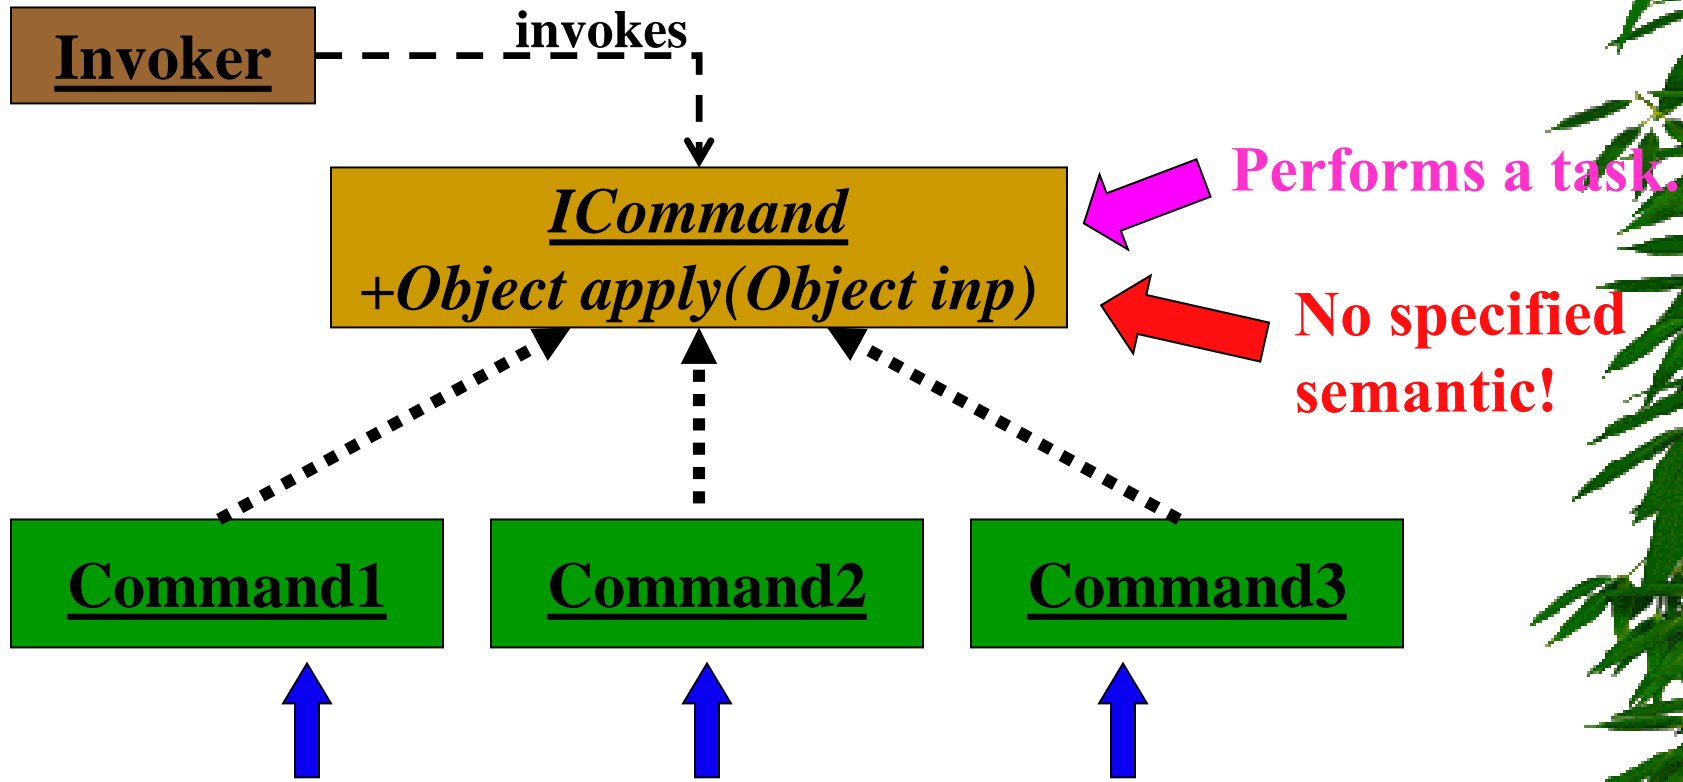 invokes
Invoker
Performs a task.
ICommand
+Object apply(Object inp)
No specified
semantic!
Command1
Command2
Command3